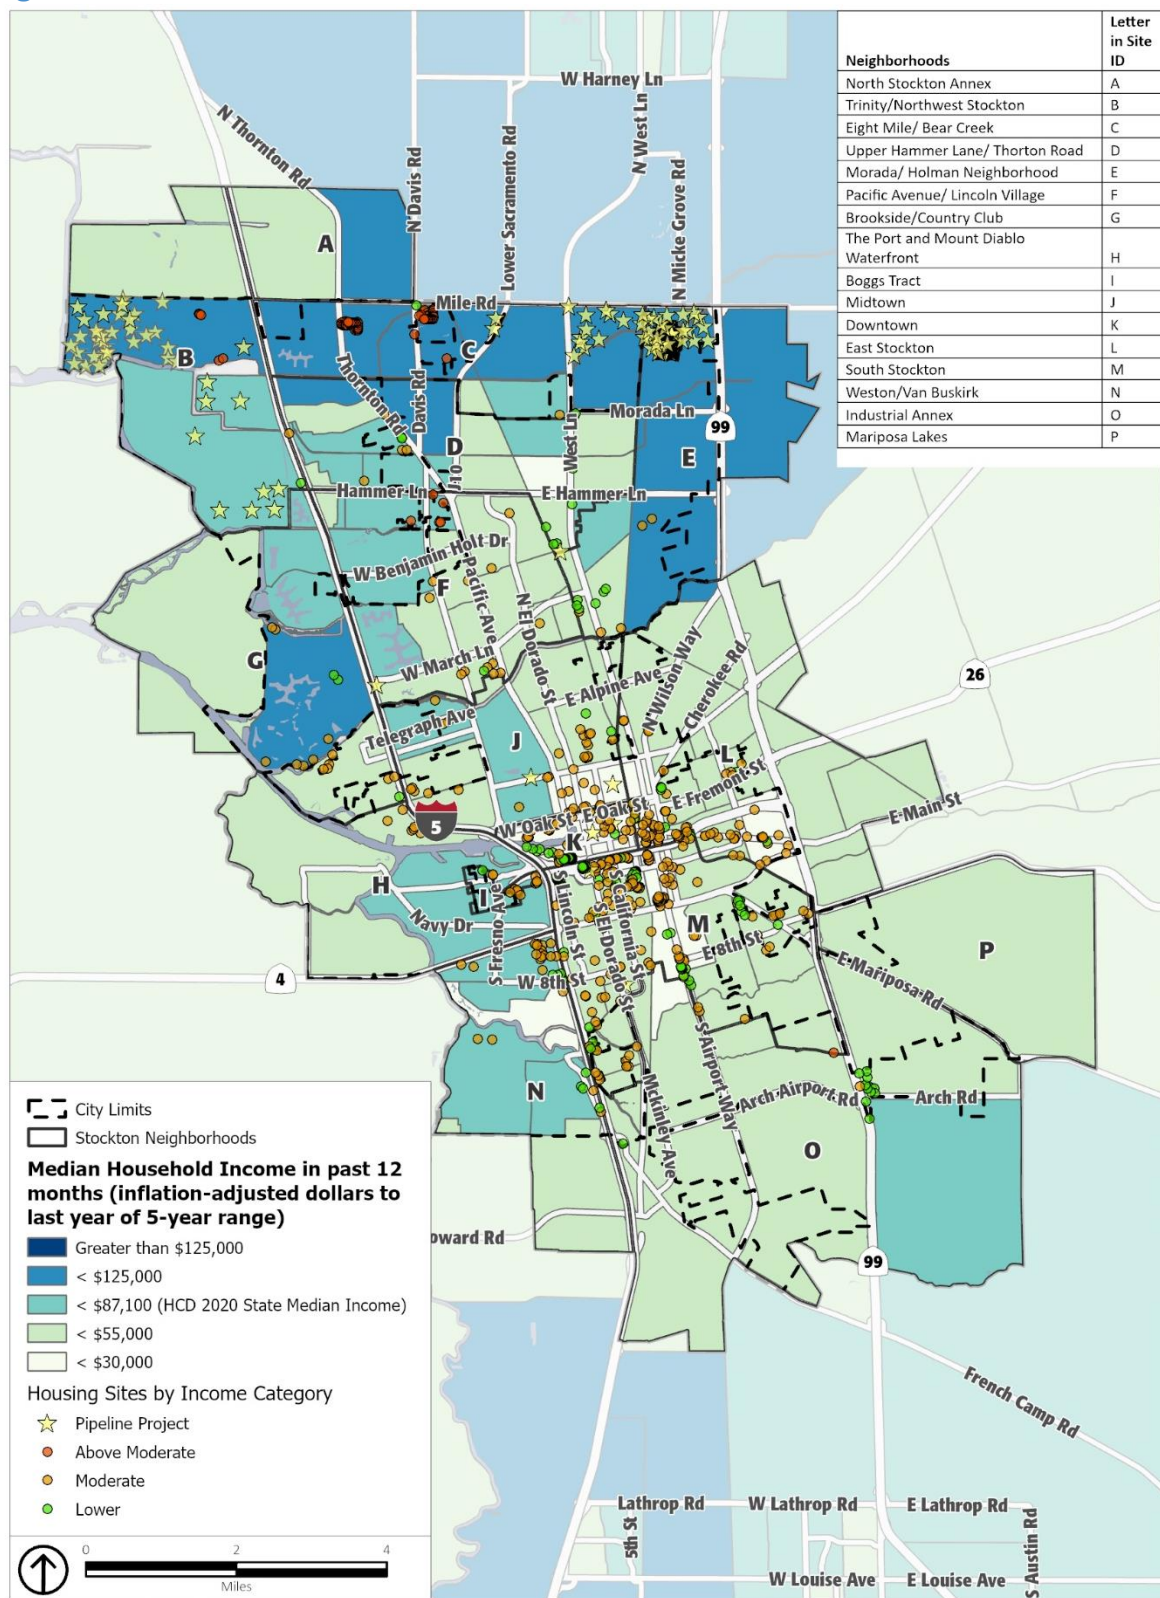 Neighborhoods Letter in Site ID
North Stockton Annex A
Trinity/Northwest Stockton B
Eight Mile/ Bear Creek C
Upper Hammer Lane/ Thorton Road D
Morada/ Holman Neighborhood E
Pacific Avenue/ Lincoln Village F
Brookside/Country Club G
The Port and Mount Diablo
Waterfront H
Boggs Tract I
Midtown J
Downtown K
East Stockton L
South Stockton M
Weston/Van Buskirk N
Industrial Annex O
Mariposa Lakes P
W Harney Ln
N Thornton Rd
N Davis Rd
Lower Sacramento Rd
N West Ln
N Micke Grove Rd
A
Mile Rd
B
C
Thornton Rd
Davis Rd
Morada Ln
99
D
West Ln
E
J-10
Hammer Ln
E Hammer Ln
W Benjamin Holt Dr
F
Pacific Ave
N El Dorado St
G
W March Ln
N Wilson Way
Cherokee Rd
26
E Alpine Ave
Telegraph Ave
J
L
E Fremont St
E Main St
5
W Oak St
E Oak St
K
H
I
S Lincoln St
S California St
S El Dorado St
Navy Dr
S Fresno Ave
M
E 8th St
P
4
W 8th St
E Mariposa Rd
S Airport Way
N
Mckinley Ave
Arch Airport Rd
Arch Rd
O
oward Rd
99
French Camp Rd
Lathrop Rd
W Lathrop Rd
E Lathrop Rd
5th St
S Austin Rd
W Louise Ave
E Louise Ave
City Limits
Stockton Neighborhoods
Median Household Income in past 12
months (inflation-adjusted dollars to
last year of 5-year range)
Greater than $125,000
< $125,000
< $87,100 (HCD 2020 State Median Income)
< $55,000
< $30,000
Housing Sites by Income Category
Pipeline Project
Above Moderate
Moderate
Lower
0 2 4
Miles